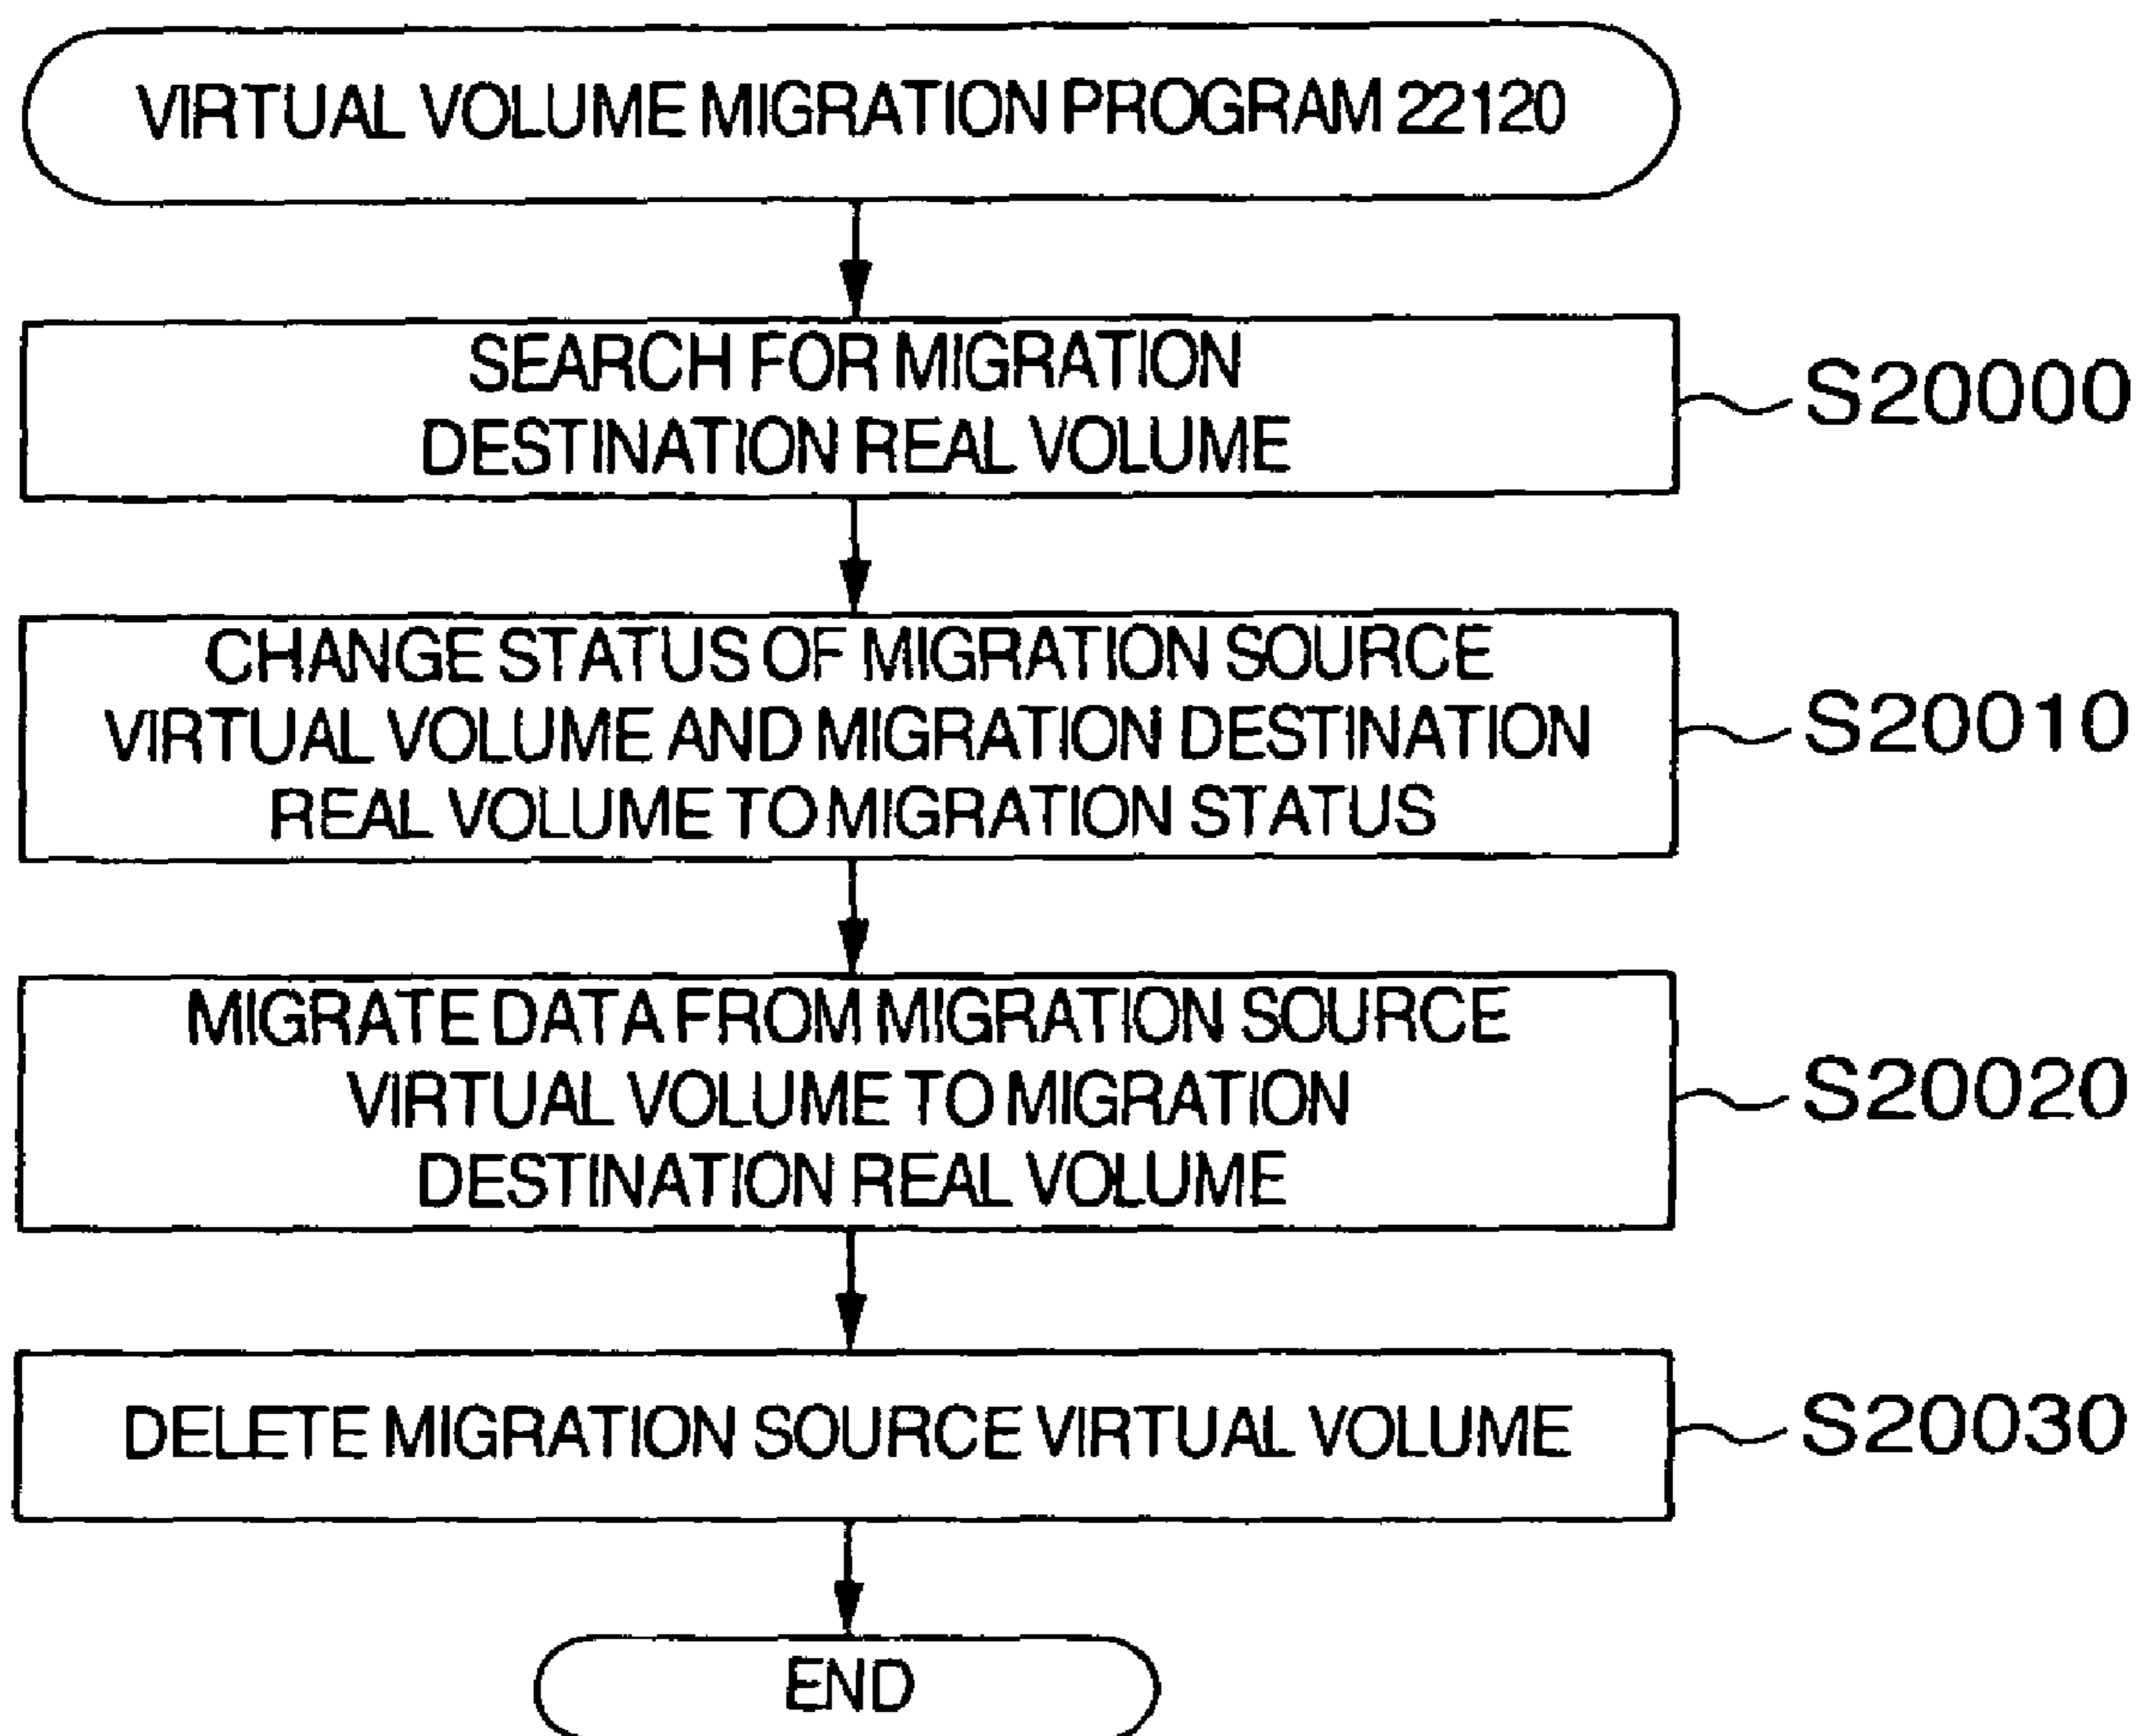 VIRTUAL VOLUME MIGRATION PROGRAM 22120
SEARCH FOR MIGRATION
DESTINATION REAL VOLUME
S20000
CHANGE STATUS OF MIGRATION SOURCE
VIRTUAL VOLUME AND MIGRATION DESTINATION
REAL VOLUME TO MIGRATION STATUS
S20010
MIGRATE DATA FROM MIGRATION SOURCE
VIRTUAL VOLUME TO MIGRATION
DESTINATION REAL VOLUME
S20020
DELETE MIGRATION SOURCE VIRTUAL VOLUME
S20030
END